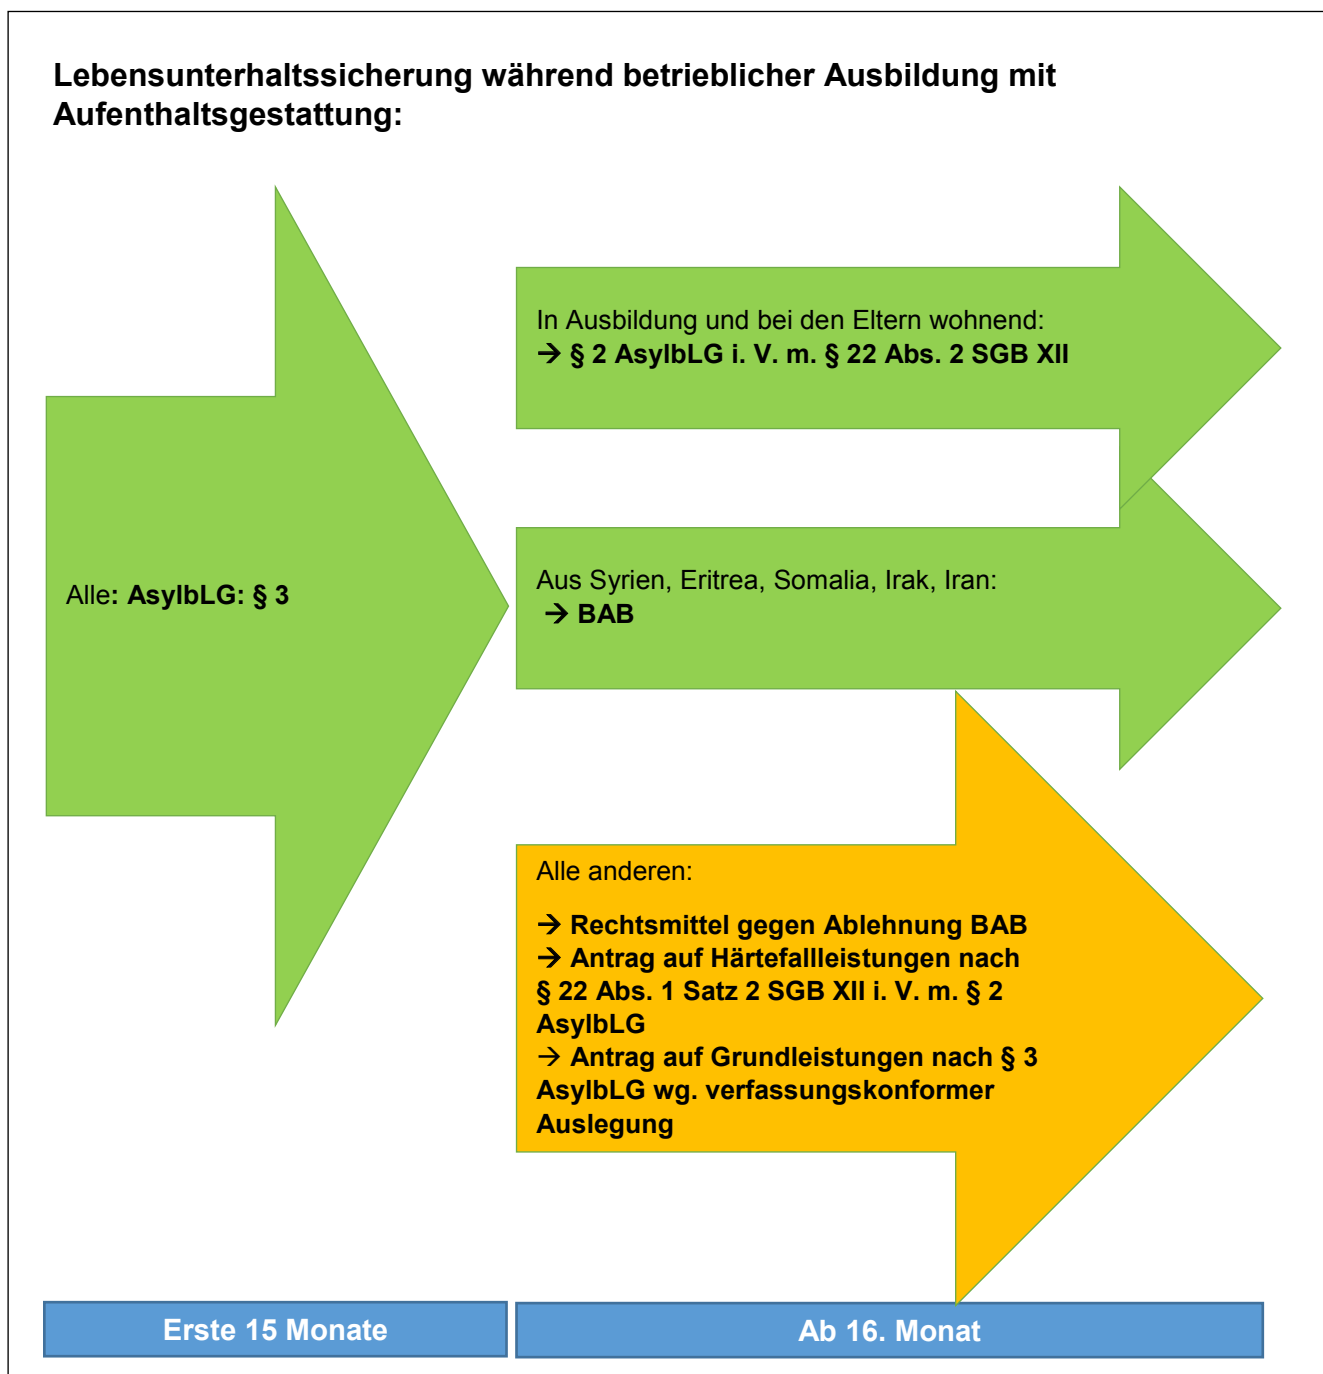 Lebensunterhaltssicherung während betrieblicher Ausbildung mit
Aufenthaltsgestattung:
Alle: AsylbLG: § 3
In Ausbildung und bei den Eltern wohnend:
→ § 2 AsylbLG i. V. m. § 22 Abs. 2 SGB XII
Aus Syrien, Eritrea, Somalia, Irak, Iran:
→ BAB
Alle anderen:
→ Rechtsmittel gegen Ablehnung BAB
→ Antrag auf Härtefallleistungen nach
§ 22 Abs. 1 Satz 2 SGB XII i. V. m. § 2
AsylbLG
→ Antrag auf Grundleistungen nach § 3
AsylbLG wg. verfassungskonformer
Auslegung
Erste 15 Monate
Ab 16. Monat